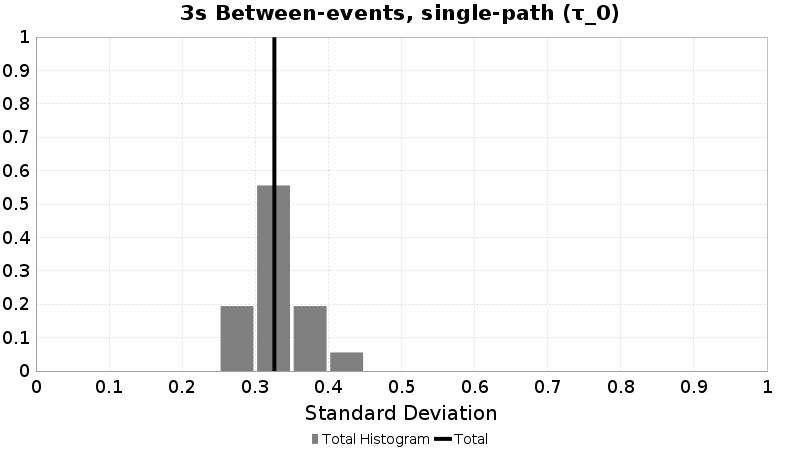 3s Between-events, single-path (τ_0)
1
0.9
0.8
0.7
0.6
0.5
0.4
0.3
0.2
0.1
0
0 0.1 0.2 0.3 0.4 0.5 0.6 0.7 0.8 0.9 1
Standard Deviation
Total Histogram Total